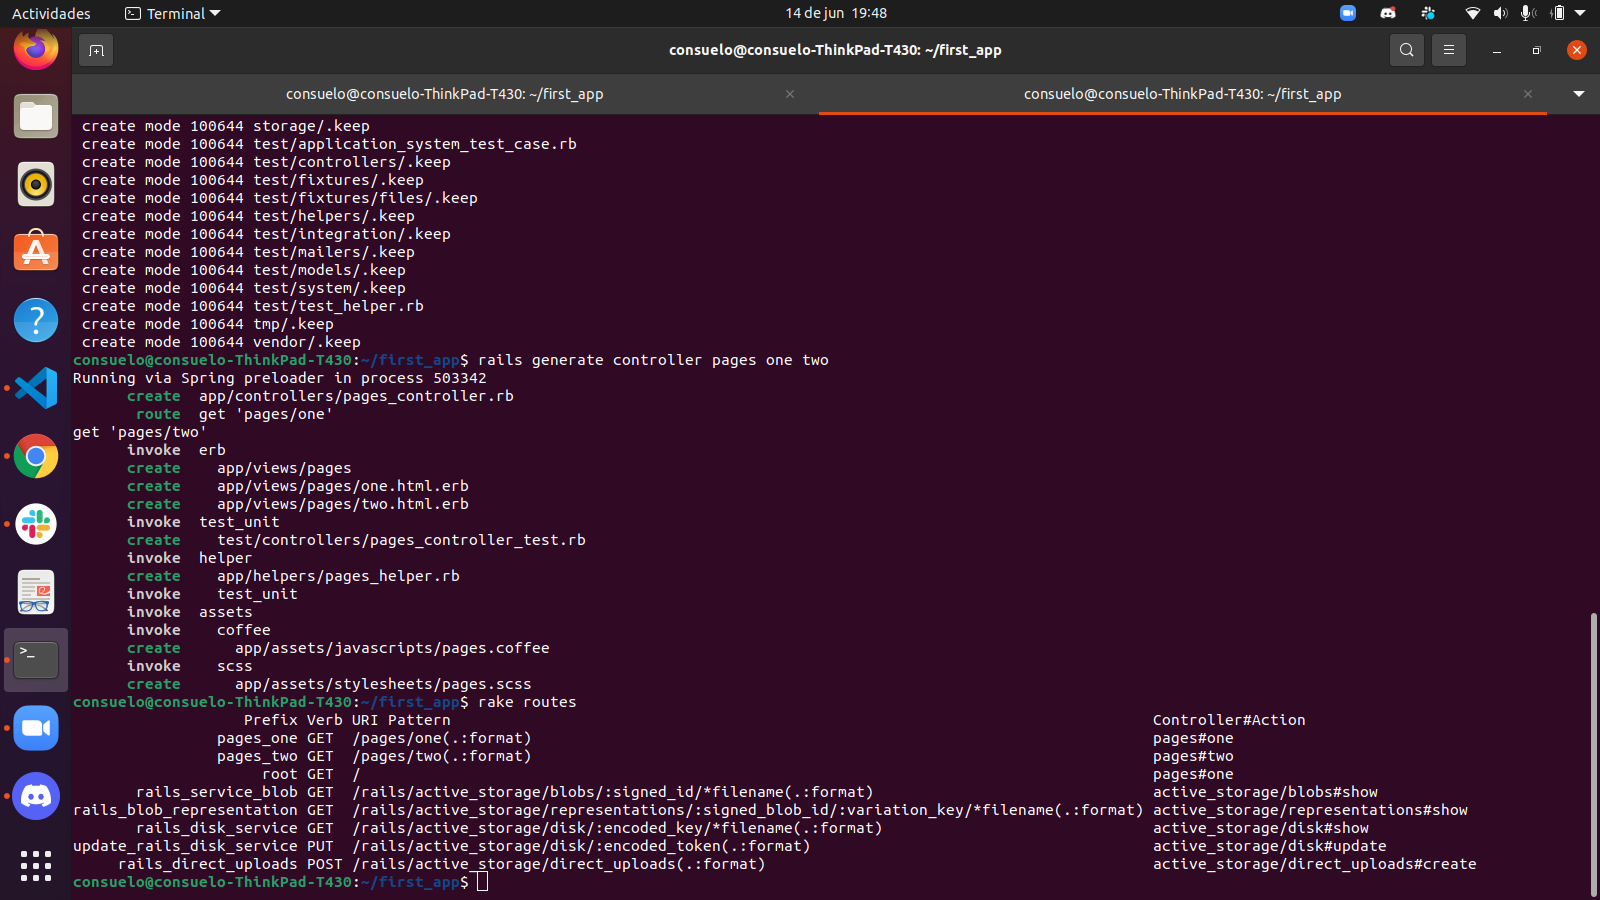 Actividades Terminal 14 de jun 19:48
consuelo@consuelo-ThinkPad-T430: ~/first_app
consuelo@consuelo-ThinkPad-T430: ~/first_app consuelo@consuelo-ThinkPad-T430: ~/first_app
create mode 100644 storage/.keep
create mode 100644 test/application_system_test_case.rb
create mode 100644 test/controllers/.keep
create mode 100644 test/fixtures/.keep
create mode 100644 test/fixtures/files/.keep
create mode 100644 test/helpers/.keep
create mode 100644 test/integration/.keep
create mode 100644 test/mailers/.keep
create mode 100644 test/models/.keep
create mode 100644 test/system/.keep
create mode 100644 test/test_helper.rb
create mode 100644 tmp/.keep
create mode 100644 vendor/.keep
consuelo@consuelo-ThinkPad-T430:~/first_app$ rails generate controller pages one two
Running via Spring preloader in process 503342
create app/controllers/pages_controller.rb
route get 'pages/one'
get 'pages/two'
invoke erb
create app/views/pages
create app/views/pages/one.html.erb
create app/views/pages/two.html.erb
invoke test_unit
create test/controllers/pages_controller_test.rb
invoke helper
create app/helpers/pages_helper.rb
invoke test_unit
invoke assets
invoke coffee
create app/assets/javascripts/pages.coffee
invoke scss
create app/assets/stylesheets/pages.scss
consuelo@consuelo-ThinkPad-T430:~/first_app$ rake routes
Prefix Verb URI Pattern Controller#Action
pages_one GET /pages/one(.:format) pages#one
pages_two GET /pages/two(.:format) pages#two
root GET / pages#one
rails_service_blob GET /rails/active_storage/blobs/:signed_id/*filename(.:format) active_storage/blobs#show
rails_blob_representation GET /rails/active_storage/representations/:signed_blob_id/:variation_key/*filename(.:format) active_storage/representations#show
rails_disk_service GET /rails/active_storage/disk/:encoded_key/*filename(.:format) active_storage/disk#show
update_rails_disk_service PUT /rails/active_storage/disk/:encoded_token(.:format) active_storage/disk#update
rails_direct_uploads POST /rails/active_storage/direct_uploads(.:format) active_storage/direct_uploads#create
consuelo@consuelo-ThinkPad-T430:~/first_app$